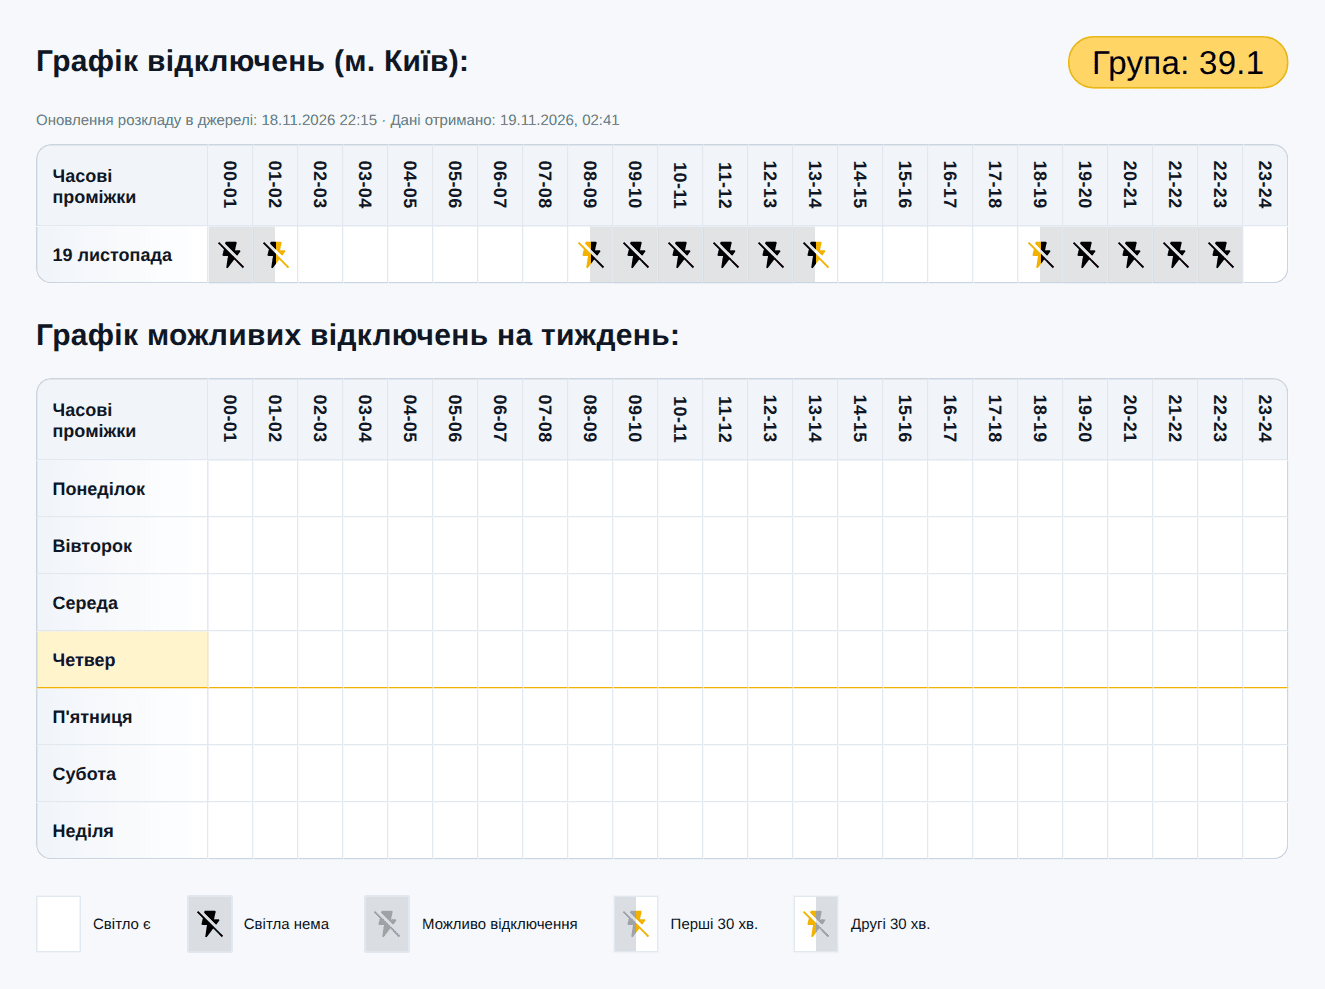 Графік відключень (м. Київ):
Група: 39.1
Оновлення розкладу в джерелі: 18.11.2026 22:15 · Дані отримано: 19.11.2026, 02:41
Часові проміжки 00-01 01-02 02-03 03-04 04-05 05-06 06-07 07-08 08-09 09-10 10-11 11-12 12-13 13-14 14-15 15-16 16-17 17-18 18-19 19-20 20-21 21-22 22-23 23-24
19 листопада
Графік можливих відключень на тиждень:
Часові проміжки 00-01 01-02 02-03 03-04 04-05 05-06 06-07 07-08 08-09 09-10 10-11 11-12 12-13 13-14 14-15 15-16 16-17 17-18 18-19 19-20 20-21 21-22 22-23 23-24
Понеділок
Вівторок
Середа
Четвер
П'ятниця
Субота
Неділя
Світло є Світла нема Можливо відключення Перші 30 хв. Другі 30 хв.